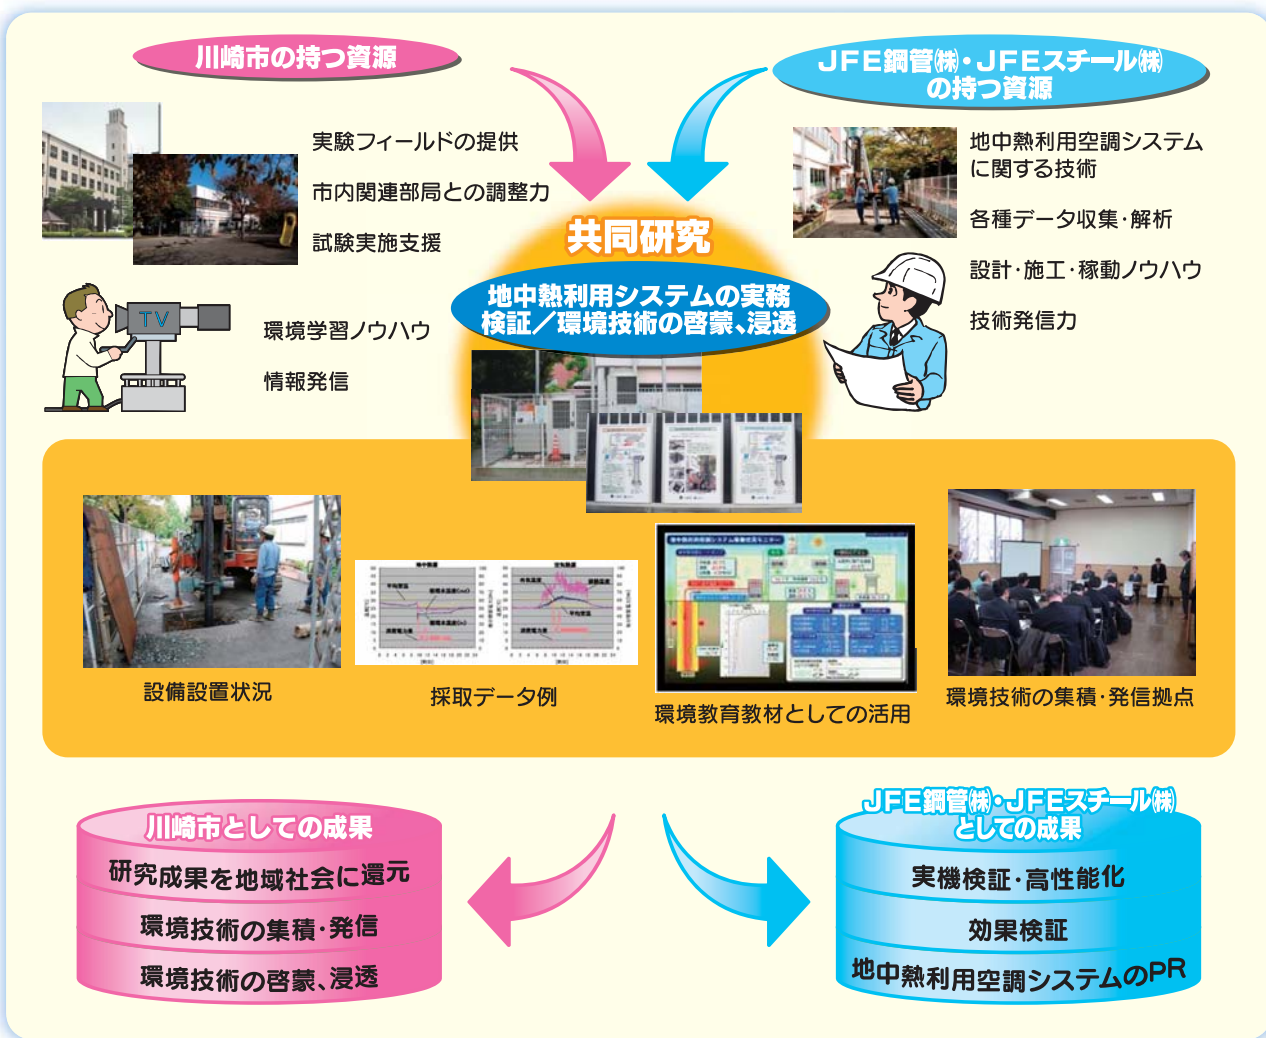 川崎市の持つ資源
JFE鋼管㈱・JFEスチール㈱
の持つ資源
実験フィールドの提供
市内関連部局との調整力
試験実施支援
環境学習ノウハウ
情報発信
TV
地中熱利用空調システム
に関する技術
各種データ収集・解析
設計・施工・稼動ノウハウ
技術発信力
共同研究
地中熱利用システムの実務
検証／環境技術の啓蒙、浸透
設備設置状況
採取データ例
環境教育教材としての活用
環境技術の集積・発信拠点
川崎市としての成果
研究成果を地域社会に還元
環境技術の集積・発信
環境技術の啓蒙、浸透
JFE鋼管㈱・JFEスチール㈱
としての成果
実機検証・高性能化
効果検証
地中熱利用空調システムのPR